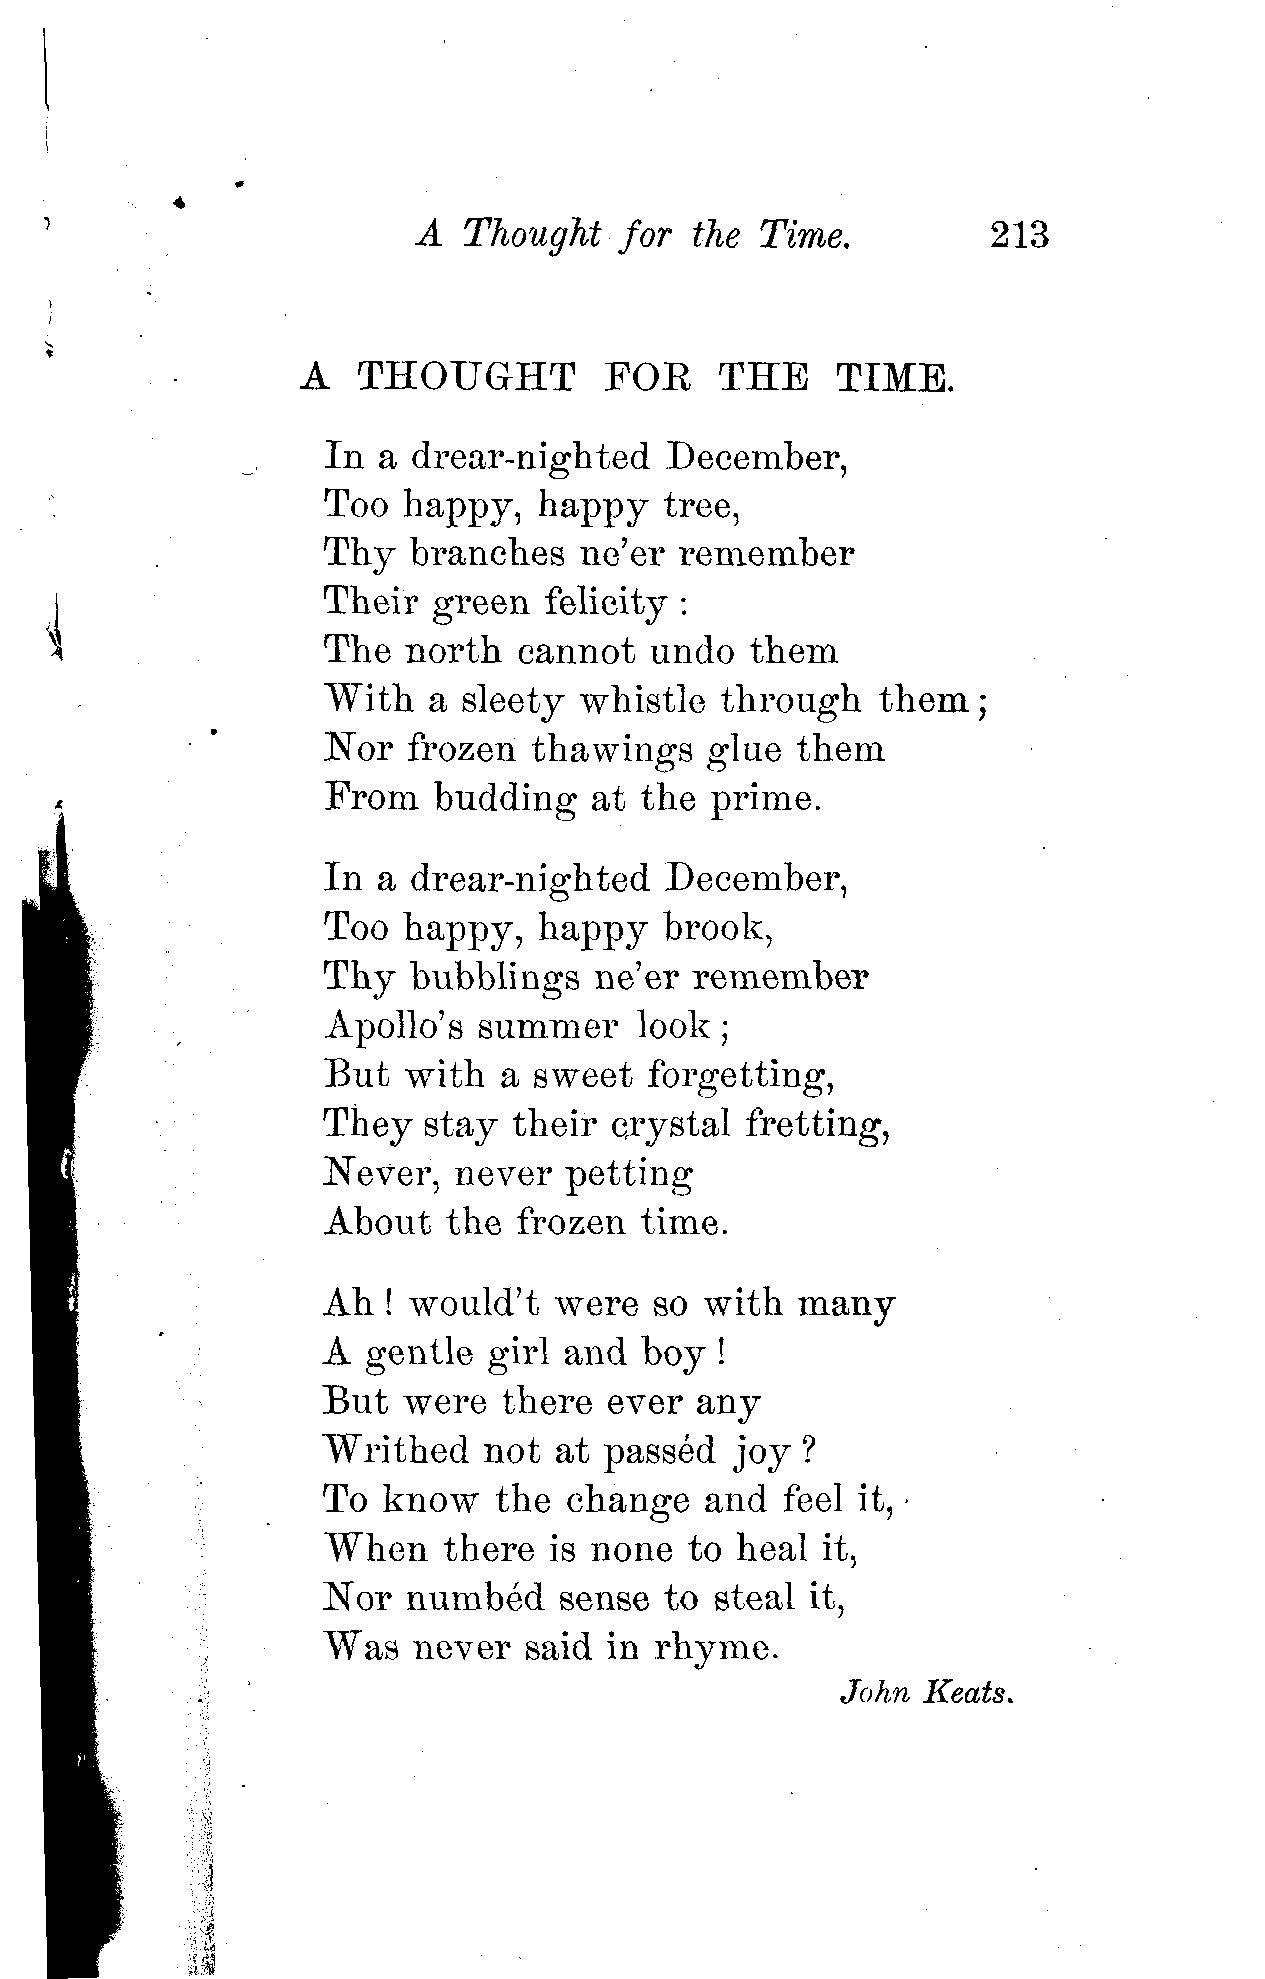 A Thought for the Time. 213
A THOUGHT FOR THE TIME.
In a drear-nighted December,
Too happy, happy tree,
Thy branches ne'er remember
Their green felicity :
The north cannot undo them
With a sleety whistle through them ;
Nor frozen thawings glue them
From budding at the prime.
In a drear-nighted December,
Too happy, happy brook,
Thy bubblings ne'er remember
Apollo's summer look ;
But with a sweet forgetting,
They stay their crystal fretting,
Never, never petting
About the frozen time.
Ah ! would't were so with many
A gentle girl and boy !
But were there ever any
Writhed not at passéd joy ?
To know the change and feel it,
When there is none to heal it,
Nor numbéd sense to steal it,
Was never said in rhyme.
John Keats.